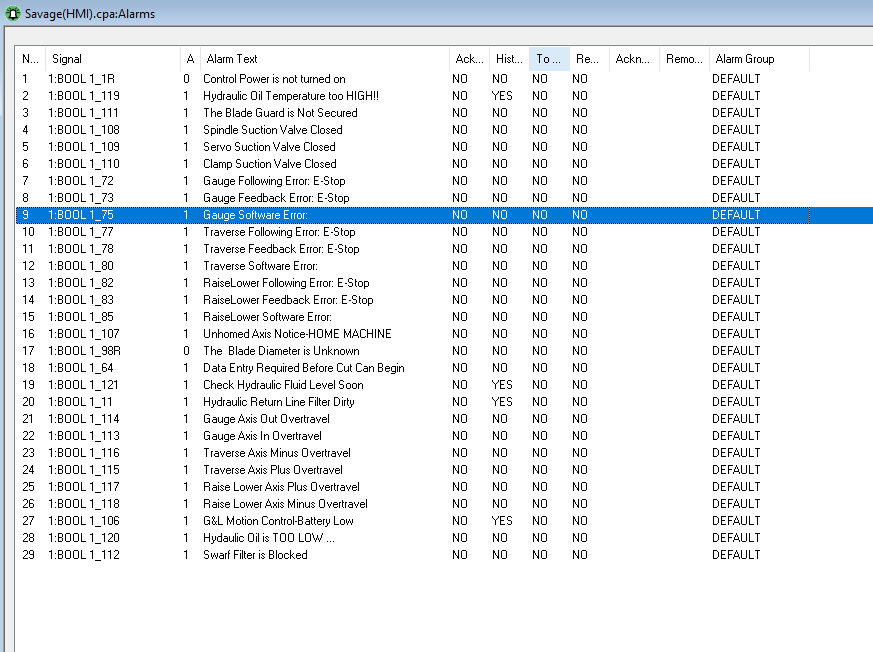 Savage(HMI).cpa:Alarms
N... Signal A Alarm Text Ack... Hist... To ... Re... Ackn... Remo... Alarm Group
1 1:BOOL 1_1R 0 Control Power is not turned on NO NO NO NO DEFAULT
2 1:BOOL 1_119 1 Hydraulic Oil Temperature too HIGH!! NO YES NO NO DEFAULT
3 1:BOOL 1_111 1 The Blade Guard is Not Secured NO NO NO NO DEFAULT
4 1:BOOL 1_108 1 Spindle Suction Valve Closed NO NO NO NO DEFAULT
5 1:BOOL 1_109 1 Servo Suction Valve Closed NO NO NO NO DEFAULT
6 1:BOOL 1_110 1 Clamp Suction Valve Closed NO NO NO NO DEFAULT
7 1:BOOL 1_72 1 Gauge Following Error: E-Stop NO NO NO NO DEFAULT
8 1:BOOL 1_73 1 Gauge Feedback Error: E-Stop NO NO NO NO DEFAULT
9 1:BOOL 1_75 1 Gauge Software Error: NO NO NO NO DEFAULT
10 1:BOOL 1_77 1 Traverse Following Error: E-Stop NO NO NO NO DEFAULT
11 1:BOOL 1_78 1 Traverse Feedback Error: E-Stop NO NO NO NO DEFAULT
12 1:BOOL 1_80 1 Traverse Software Error: NO NO NO NO DEFAULT
13 1:BOOL 1_82 1 RaiseLower Following Error: E-Stop NO NO NO NO DEFAULT
14 1:BOOL 1_83 1 RaiseLower Feedback Error: E-Stop NO NO NO NO DEFAULT
15 1:BOOL 1_85 1 RaiseLower Software Error: NO NO NO NO DEFAULT
16 1:BOOL 1_107 1 Unhomed Axis Notice-HOME MACHINE NO NO NO NO DEFAULT
17 1:BOOL 1_98R 0 The  Blade Diameter is Unknown NO NO NO NO DEFAULT
18 1:BOOL 1_64 1 Data Entry Required Before Cut Can Begin NO NO NO NO DEFAULT
19 1:BOOL 1_121 1 Check Hydraulic Fluid Level Soon NO YES NO NO DEFAULT
20 1:BOOL 1_11 1 Hydraulic Return Line Filter Dirty NO YES NO NO DEFAULT
21 1:BOOL 1_114 1 Gauge Axis Out Overtravel NO NO NO NO DEFAULT
22 1:BOOL 1_113 1 Gauge Axis In Overtravel NO NO NO NO DEFAULT
23 1:BOOL 1_116 1 Traverse Axis Minus Overtravel NO NO NO NO DEFAULT
24 1:BOOL 1_115 1 Traverse Axis Plus Overtravel NO NO NO NO DEFAULT
25 1:BOOL 1_117 1 Raise Lower Axis Plus Overtravel NO NO NO NO DEFAULT
26 1:BOOL 1_118 1 Raise Lower Axis Minus Overtravel NO NO NO NO DEFAULT
27 1:BOOL 1_106 1 G&L Motion Control-Battery Low NO YES NO NO DEFAULT
28 1:BOOL 1_120 1 Hydaulic Oil is TOO LOW ... NO NO NO NO DEFAULT
29 1:BOOL 1_112 1 Swarf Filter is Blocked NO NO NO NO DEFAULT